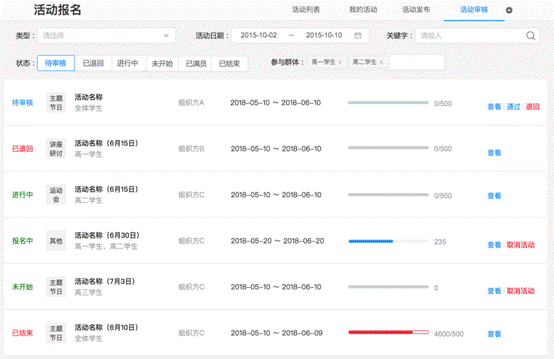 活动报名 活动列表 我的活动 活动发布 活动审核
类型： 请选择 活动日期： 2015-10-02 ~ 2015-10-10 关键字： 请输入
状态： 待审核 已退回 进行中 未开始 已满员 已结束 参与群体： 高一学生 x 高二学生 x
待审核 主题节日 活动名称 全体学生 组织方A 2018-05-10 ~ 2018-06-10 0/500 查看 通过 退回
已退回 讲座研讨 活动名称（6月15日） 高一学生 组织方B 2018-05-10 ~ 2018-06-10 0/500 查看
进行中 运动会 活动名称（6月15日） 高二学生 组织方C 2018-05-10 ~ 2018-06-10 0/500 查看
报名中 其他 活动名称（6月30日） 高一学生，高二学生 组织方C 2018-05-20 ~ 2018-06-20 235 查看 取消活动
未开始 主题节日 活动名称（7月3日） 高三学生 组织方C 2018-05-10 ~ 2018-06-10 0 查看 取消活动
已结束 主题节日 活动名称（6月10日） 全体学生 组织方C 2018-05-10 ~ 2018-06-09 4600/500 查看